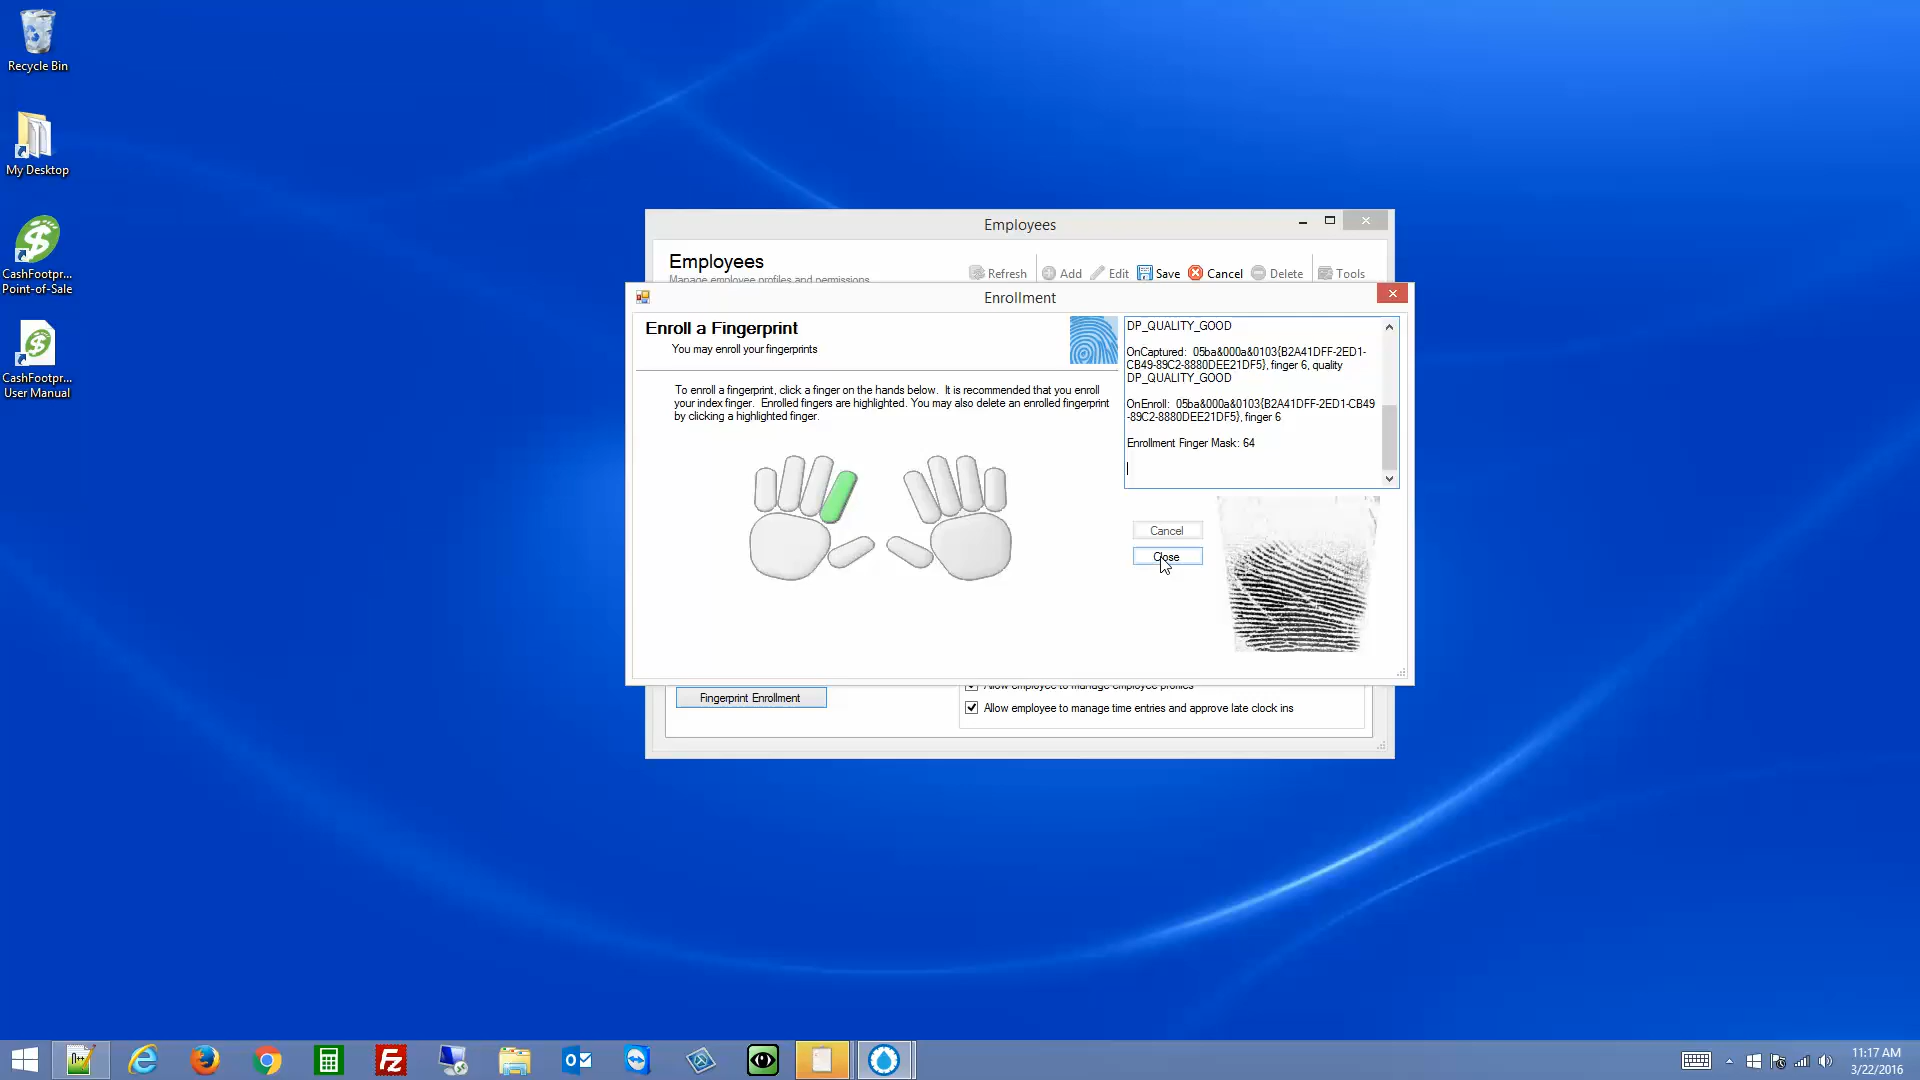 Recycle Bin
My Desktop
CashFootpr...
Point-of-Sale
CashFootpr...
User Manual
Employees
Employees
Manage employee profiles and permissions
Refresh
Add
Edit
Save
Cancel
Delete
Tools
Enrollment
Enroll a Fingerprint
You may enroll your fingerprints
To enroll a fingerprint, click a finger on the hands below. It is recommended that you enroll
your index finger. Enrolled fingers are highlighted. You may also delete an enrolled fingerprint
by clicking a highlighted finger.
DP_QUALITY_GOOD
OnCaptured: 05ba&000a&0103{B2A41DFF-2ED1-
CB49-89C2-8880DEE21DF5}, finger 6, quality
DP_QUALITY_GOOD
OnEnroll: 05ba&000a&0103{B2A41DFF-2ED1-CB49
-89C2-8880DEE21DF5}, finger 6
Enrollment Finger Mask: 64
Cancel
Close
Fingerprint Enrollment
Allow employee to manage employee profiles
Allow employee to manage time entries and approve late clock ins
11:17 AM
3/22/2016